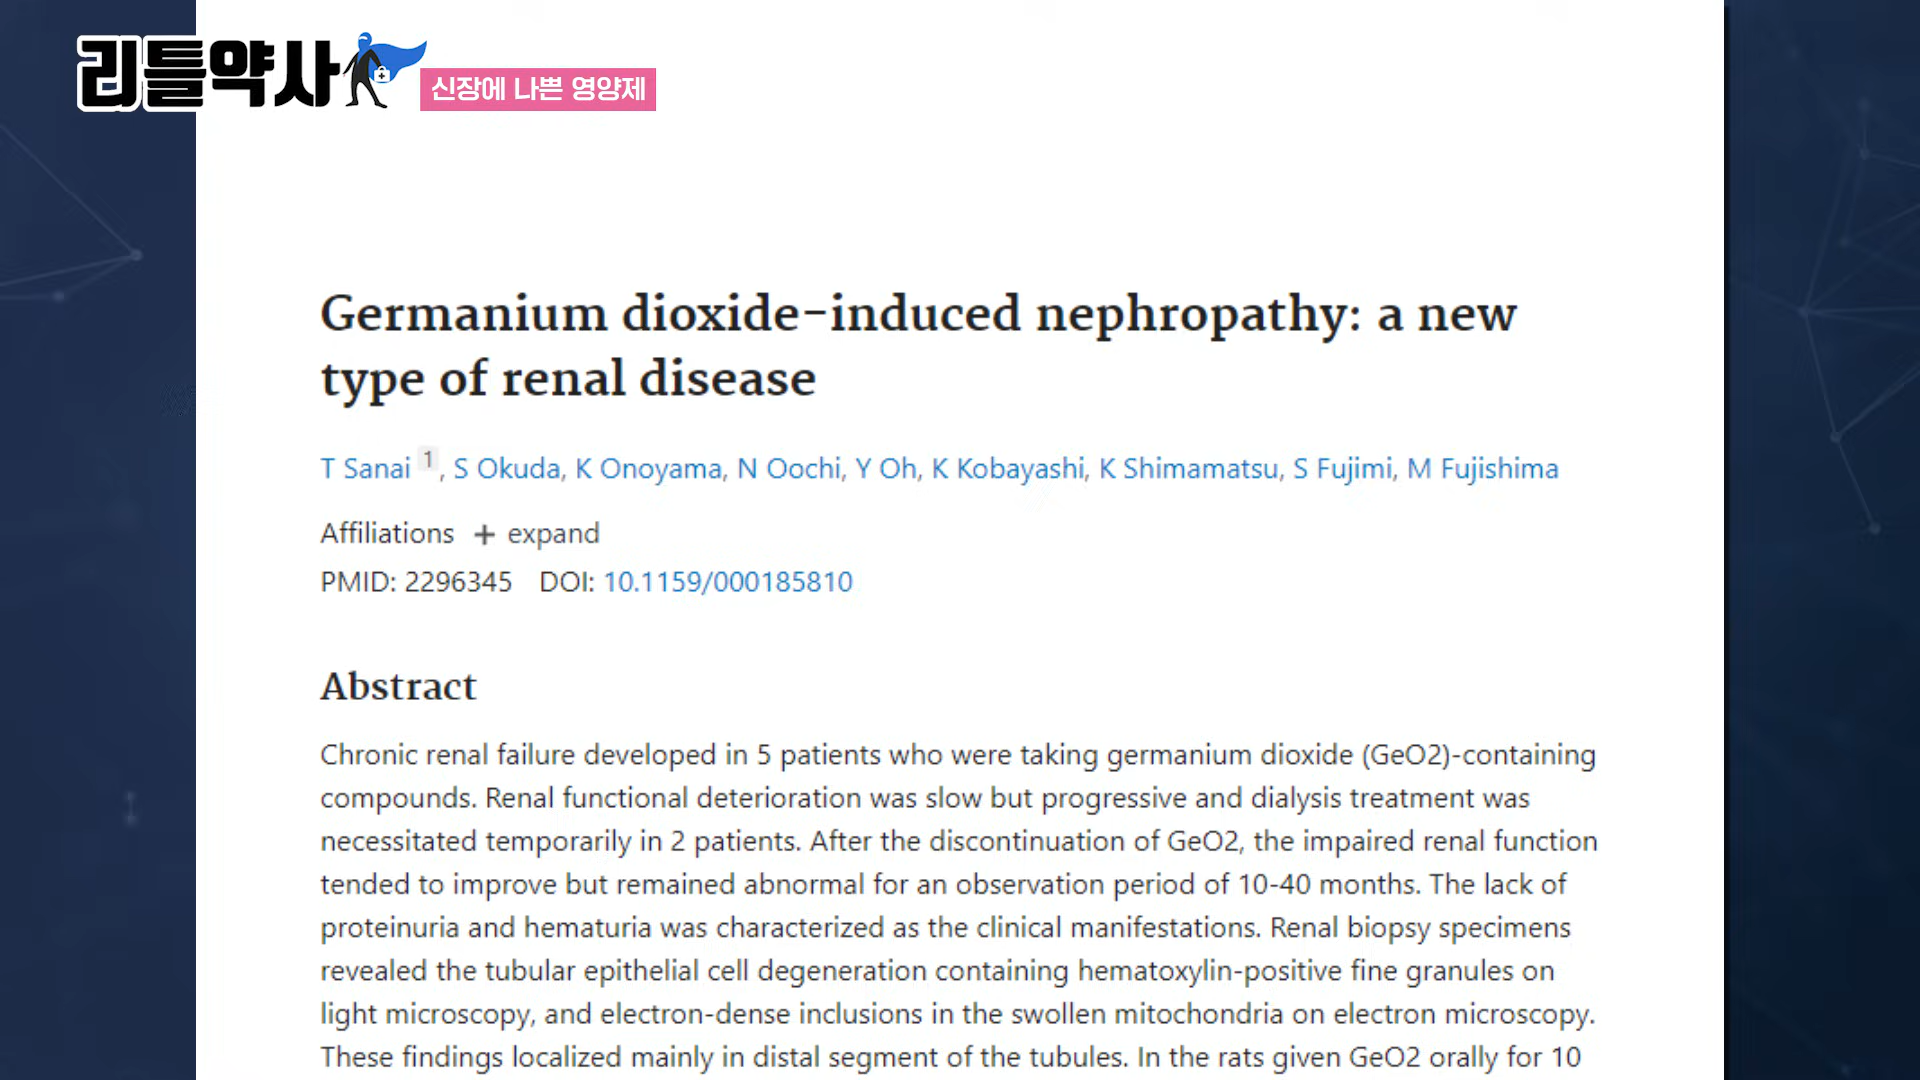 리틀약사
신장에 나쁜 영양제
Germanium dioxide-induced nephropathy: a new
type of renal disease
T Sanai 1, S Okuda, K Onoyama, N Oochi, Y Oh, K Kobayashi, K Shimamatsu, S Fujimi, M Fujishima
Affiliations + expand
PMID: 2296345 DOI: 10.1159/000185810
Abstract
Chronic renal failure developed in 5 patients who were taking germanium dioxide (GeO2)-containing
compounds. Renal functional deterioration was slow but progressive and dialysis treatment was
necessitated temporarily in 2 patients. After the discontinuation of GeO2, the impaired renal function
tended to improve but remained abnormal for an observation period of 10-40 months. The lack of
proteinuria and hematuria was characterized as the clinical manifestations. Renal biopsy specimens
revealed the tubular epithelial cell degeneration containing hematoxylin-positive fine granules on
light microscopy, and electron-dense inclusions in the swollen mitochondria on electron microscopy.
These findings localized mainly in distal segment of the tubules. In the rats given GeO2 orally for 10